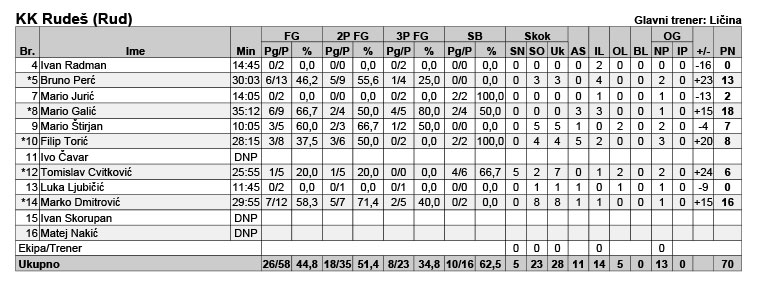 KK Rudeš (Rud) Glavni trener: Ličina
FG 2P FG 3P FG SB Skok OG
Br. Ime Min Pg/P % Pg/P % Pg/P % Pg/P % SN SO Uk AS IL OL BL NP IP +/- PN
4 Ivan Radman 14:45 0/2 0,0 0/0 0,0 0/2 0,0 0/0 0,0 0 0 0 0 2 0 0 0 0 -16 0
*5 Bruno Perć 30:03 6/13 46,2 5/9 55,6 1/4 25,0 0/0 0,0 0 3 3 0 4 0 0 2 0 +23 13
7 Mario Jurić 14:05 0/2 0,0 0/0 0,0 0/2 0,0 2/2 100,0 0 0 0 0 1 0 0 1 0 -13 2
*8 Mario Galić 35:12 6/9 66,7 2/4 50,0 4/5 80,0 2/4 50,0 0 0 0 3 3 0 0 1 0 +15 18
9 Mario Štirjan 10:05 3/5 60,0 2/3 66,7 1/2 50,0 0/0 0,0 0 5 5 0 1 0 0 2 0 -4 7
*10 Filip Torić 28:15 3/8 37,5 3/6 50,0 0/2 0,0 2/2 100,0 0 4 4 5 2 0 0 3 0 +20 8
11 Ivo Čavar DNP
*12 Tomislav Cvitković 25:55 1/5 20,0 1/5 20,0 0/0 0,0 4/6 66,7 5 2 7 0 1 2 0 2 0 +24 6
13 Luka Ljubičić 11:45 0/2 0,0 0/1 0,0 0/1 0,0 0/0 0,0 0 1 1 1 0 1 0 1 0 -9 0
*14 Marko Dmitrović 29:55 7/12 58,3 5/7 71,4 2/5 40,0 0/2 0,0 0 8 8 1 0 0 0 1 0 +15 16
15 Ivan Skorupan DNP
16 Matej Nakić DNP
Ekipa/Trener 0 0 0 0 0
Ukupno 26/58 44,8 18/35 51,4 8/23 34,8 10/16 62,5 5 23 28 11 14 5 0 13 0 70